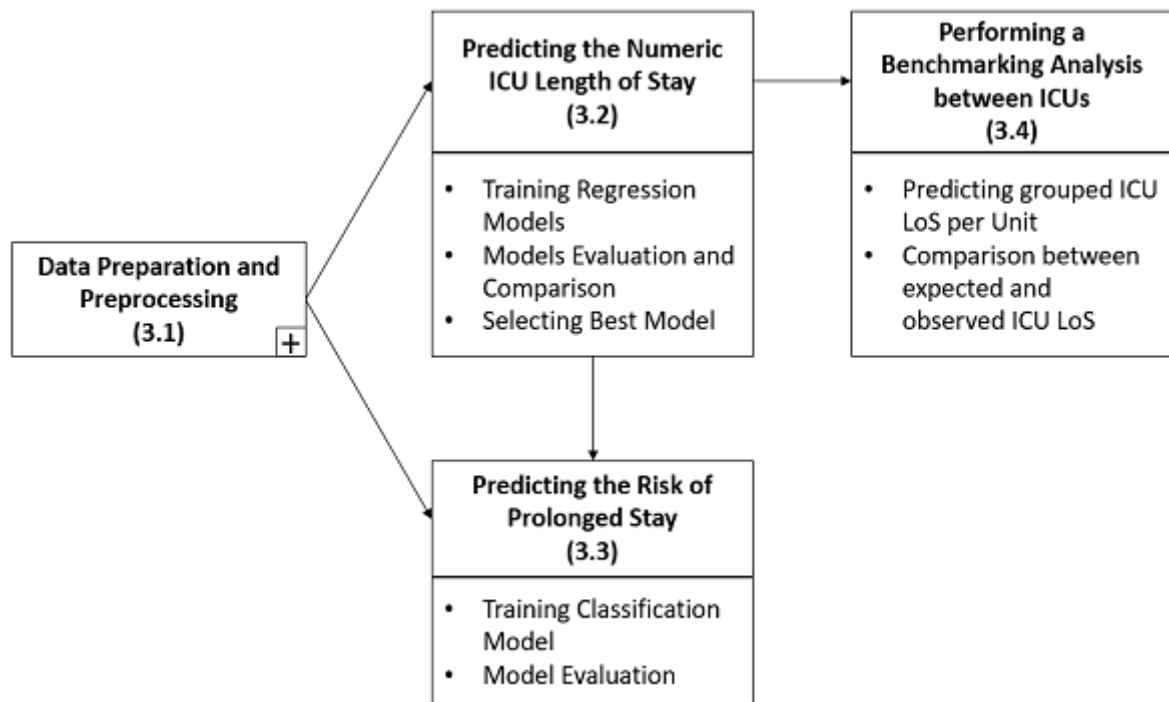 Data Preparation and
Preprocessing
(3.1)
+
Predicting the Numeric
ICU Length of Stay
(3.2)
• Training Regression
Models
• Models Evaluation and
Comparison
• Selecting Best Model
Predicting the Risk of
Prolonged Stay
(3.3)
• Training Classification
Model
• Model Evaluation
Performing a
Benchmarking Analysis
between ICUs
(3.4)
• Predicting grouped ICU
LoS per Unit
• Comparison between
expected and
observed ICU LoS